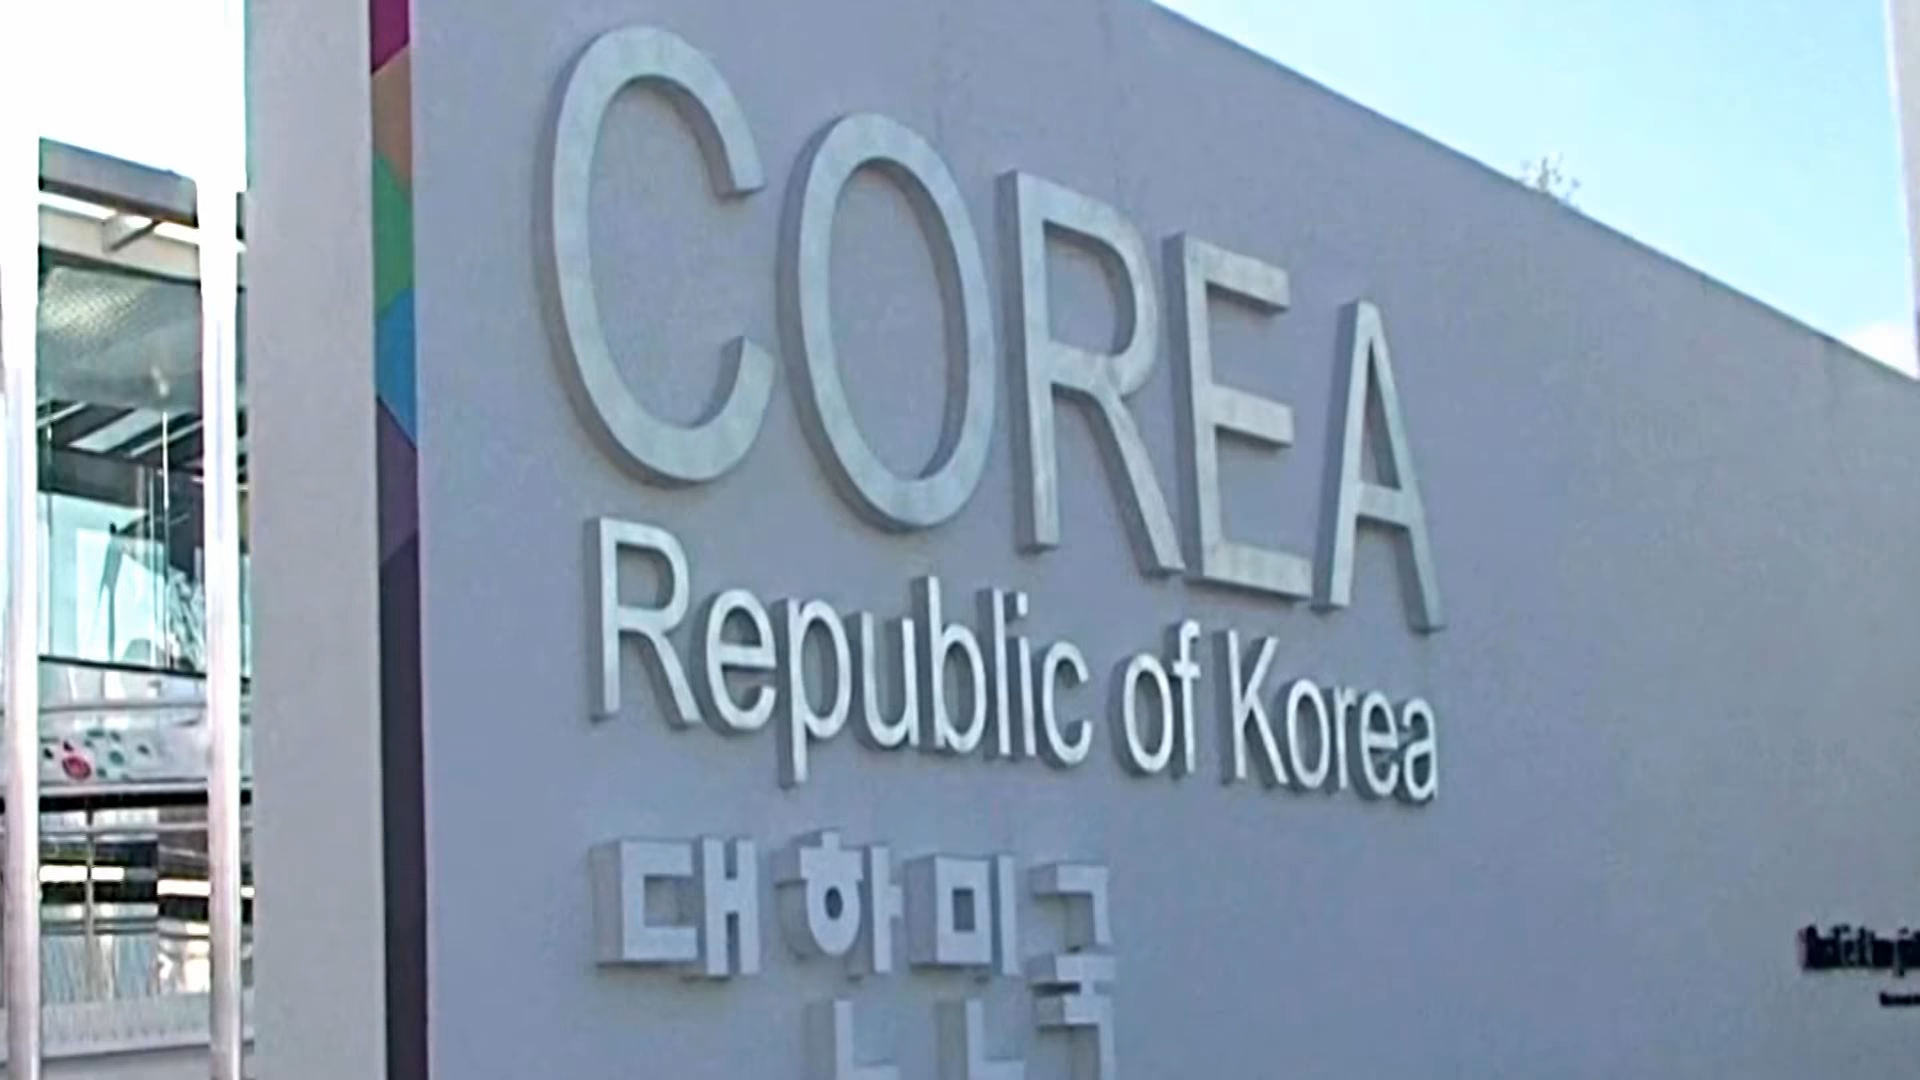 COREA
Republic of Korea
대한민국